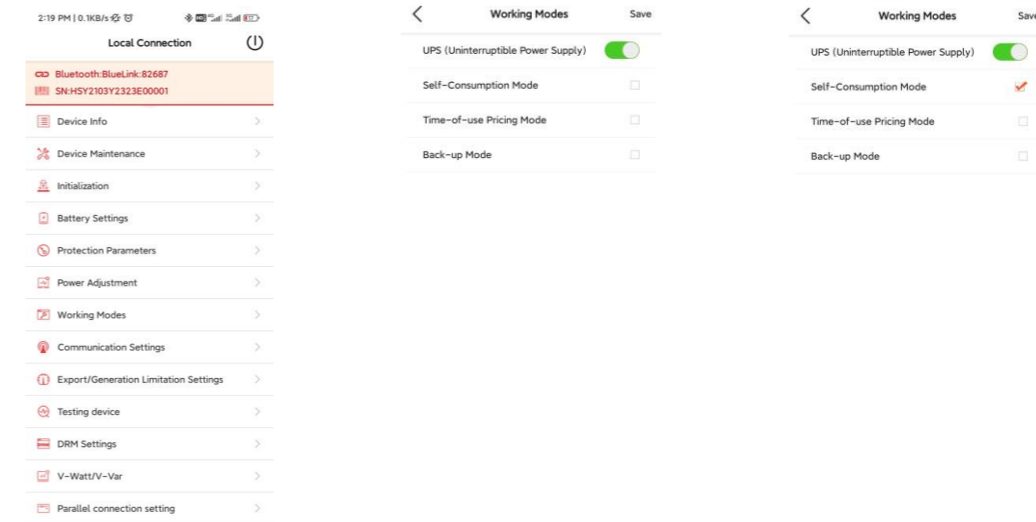 2:19 PM | 0.1KB/s
Local Connection
Bluetooth:BlueLink:82687
SN:HSY2103Y2323E00001
Device Info
Device Maintenance
Initialization
Battery Settings
Protection Parameters
Power Adjustment
Working Modes
Communication Settings
Export/Generation Limitation Settings
Testing device
DRM Settings
V-Watt/V-Var
Parallel connection setting
Working Modes
Save
UPS (Uninterruptible Power Supply)
Self-Consumption Mode
Time-of-use Pricing Mode
Back-up Mode
Working Modes
Save
UPS (Uninterruptible Power Supply)
Self-Consumption Mode
Time-of-use Pricing Mode
Back-up Mode